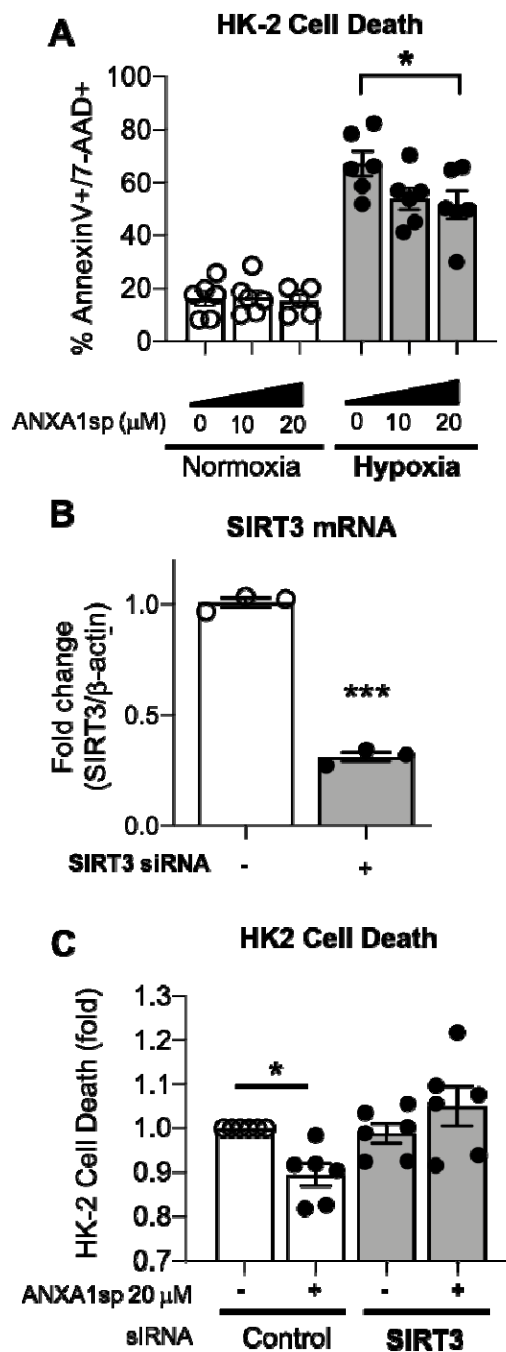 A
HK-2 Cell Death
% AnnexinV+/7-AAD+
100
80
60
40
20
0
*
ANXA1sp (μM)
0 10 20 0 10 20
Normoxia Hypoxia
B
SIRT3 mRNA
Fold change
(SIRT3/β-actin)
1.0
0.5
0.0
***
SIRT3 siRNA - +
C
HK2 Cell Death
HK-2 Cell Death (fold)
1.3
1.2
1.1
1.0
0.9
0.8
0.7
*
ANXA1sp 20 μM - + - +
siRNA Control SIRT3